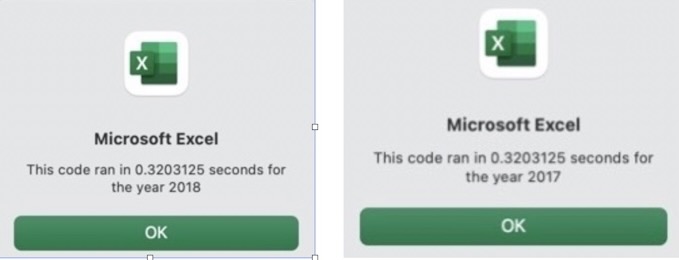 X
Microsoft Excel
This code ran in 0.3203125 seconds for
the year 2018
OK
X
Microsoft Excel
This code ran in 0.3203125 seconds for
the year 2017
OK